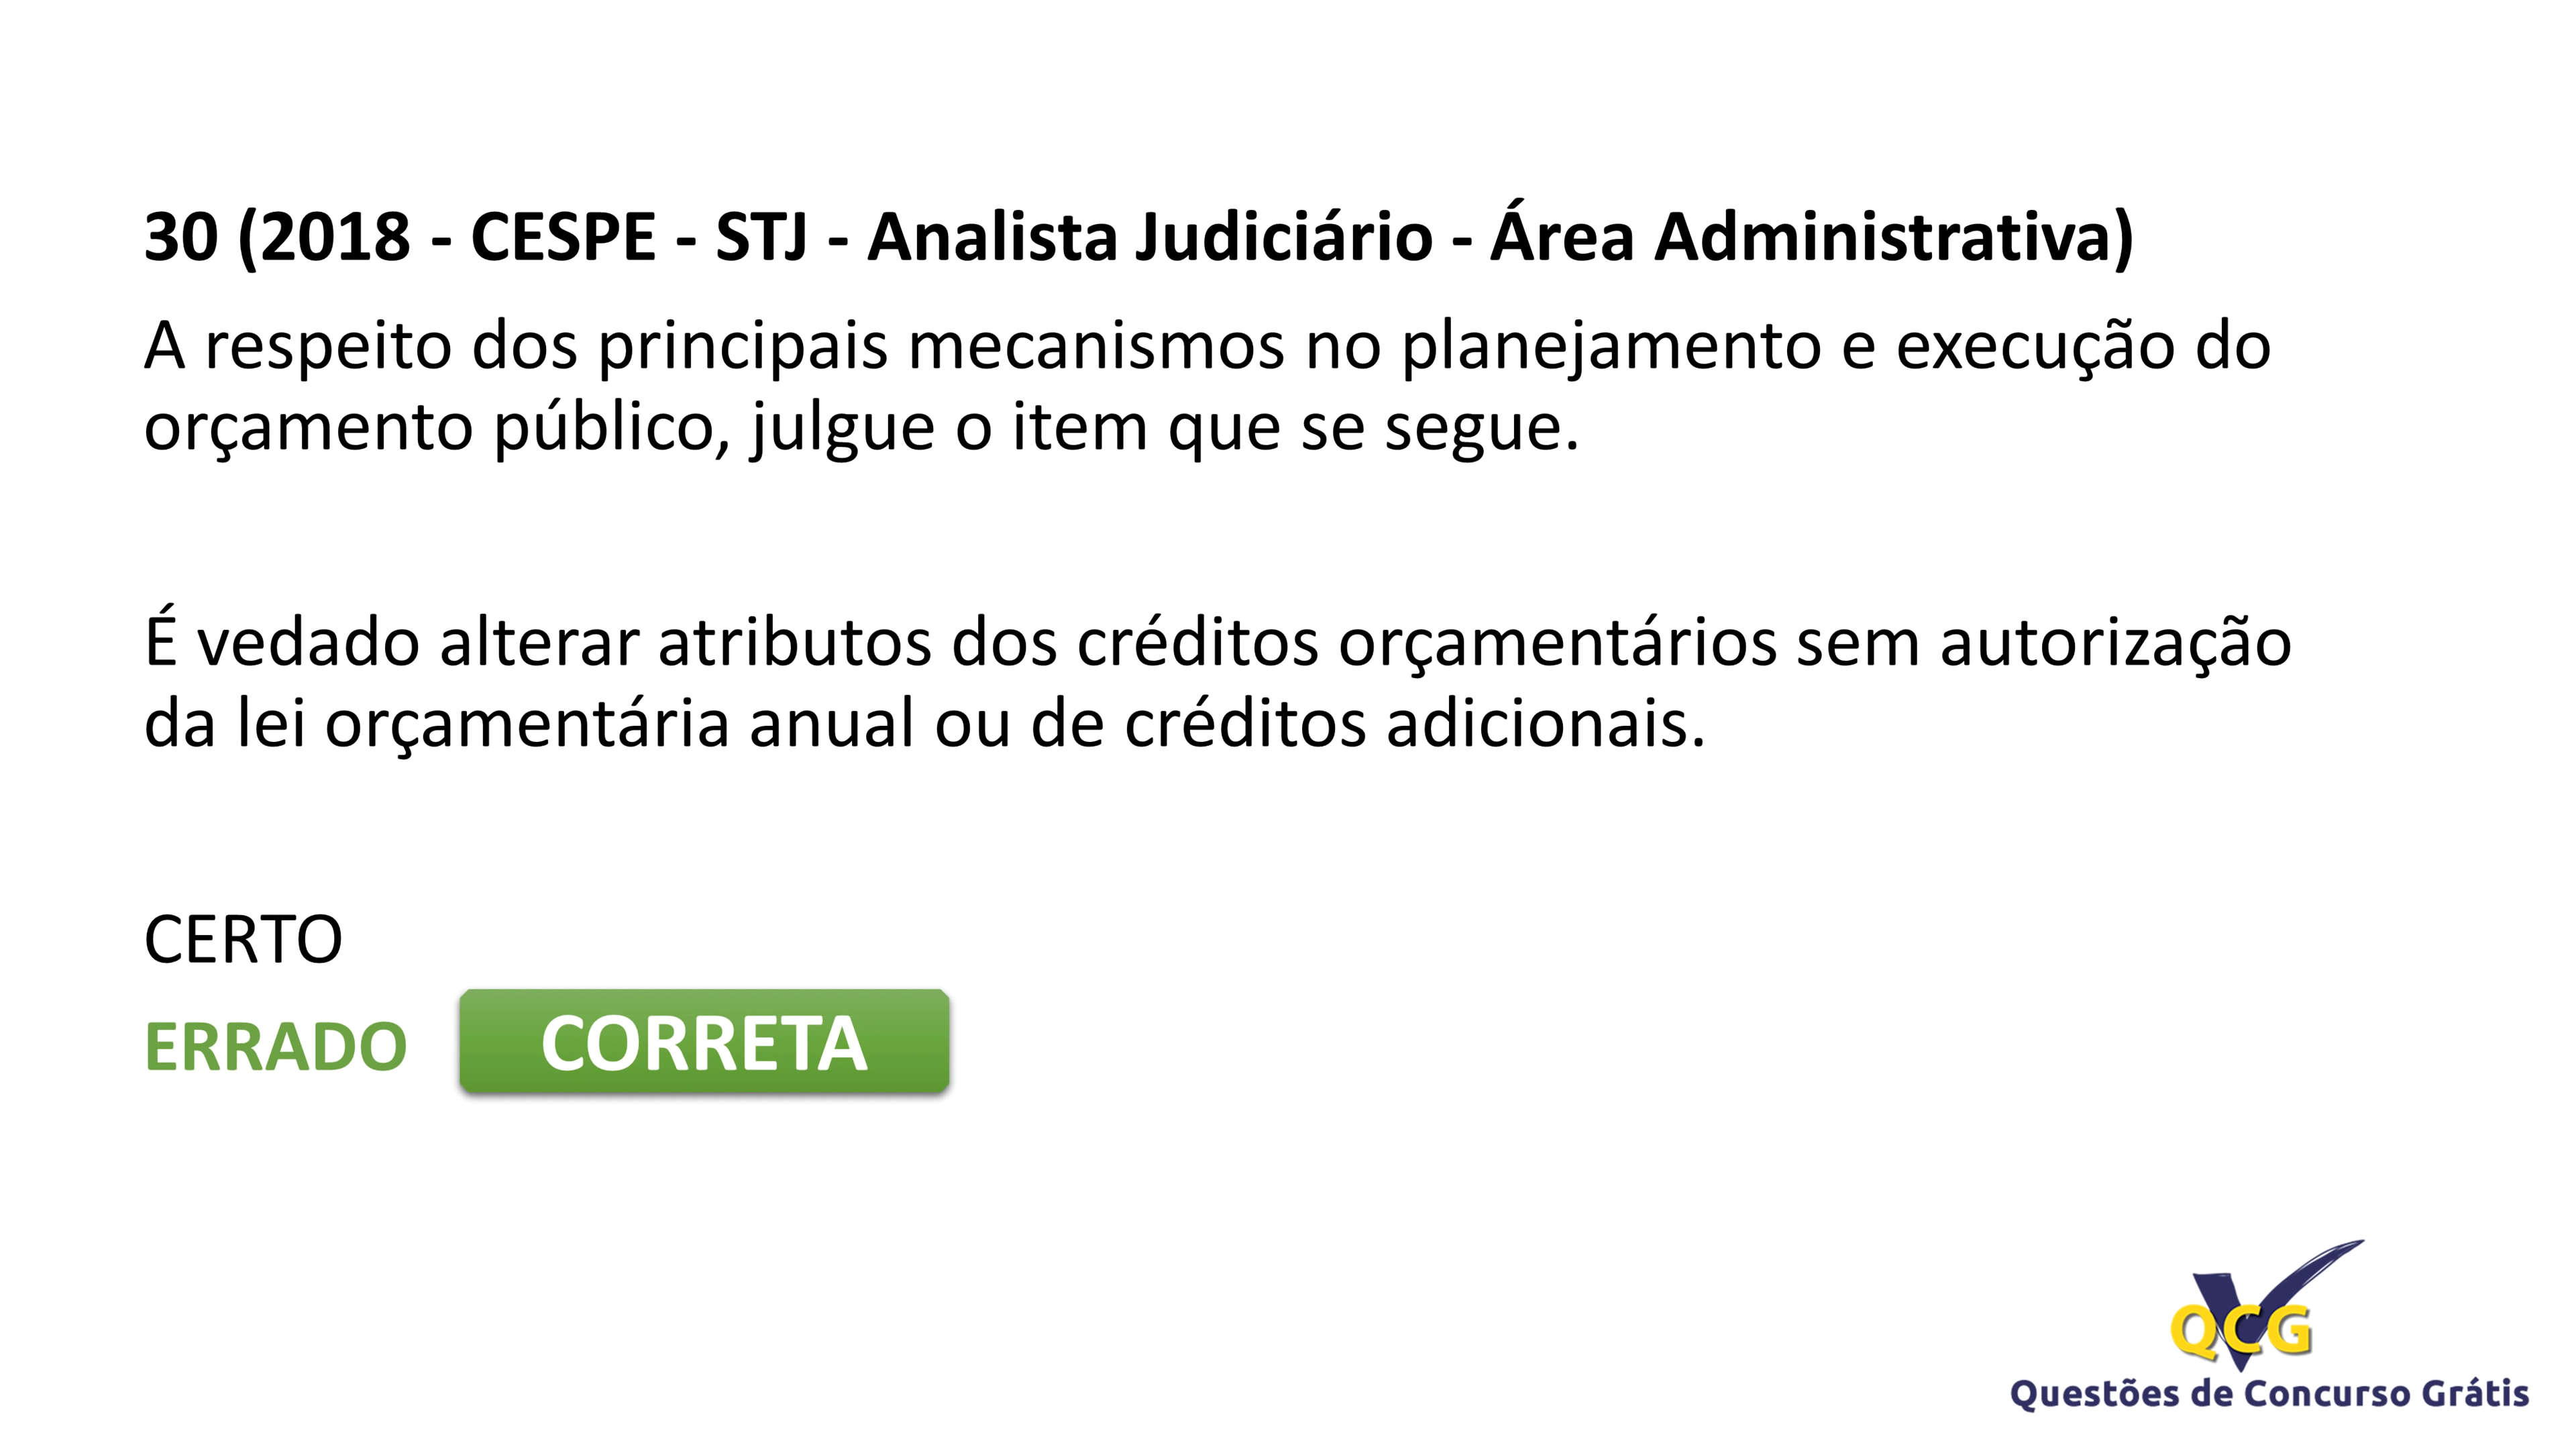 30 (2018 - CESPE - STJ - Analista Judiciário - Área Administrativa)
A respeito dos principais mecanismos no planejamento e execução do
orçamento público, julgue o item que se segue.
É vedado alterar atributos dos créditos orçamentários sem autorização
da lei orçamentária anual ou de créditos adicionais.
CERTO
ERRADO CORRETA
QCG
Questões de Concurso Grátis